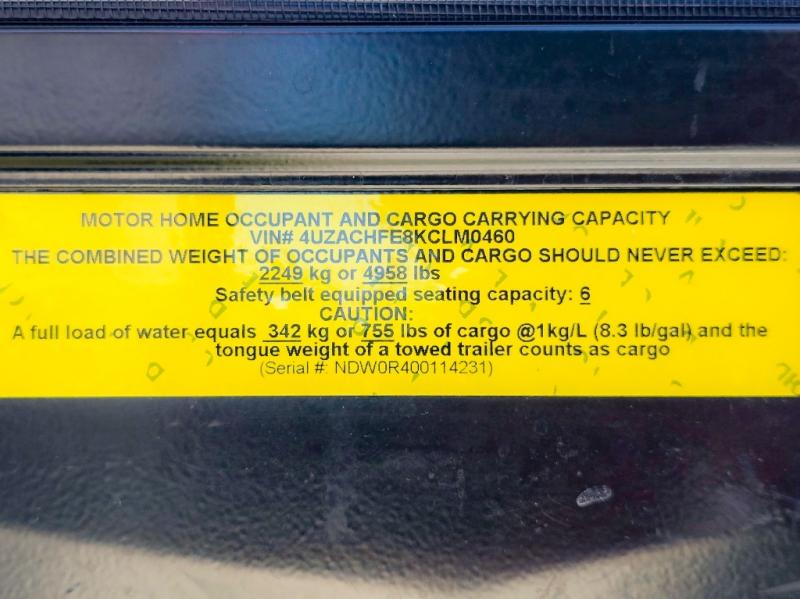 MOTOR HOME OCCUPANT AND CARGO CARRYING CAPACITY
VIN# 4UZACHFE8KCLM0460
THE COMBINED WEIGHT OF OCCUPANTS AND CARGO SHOULD NEVER EXCEED:
2249 kg or 4958 lbs
Safety belt equipped seating capacity: 6
CAUTION:
A full load of water equals 342 kg or 755 lbs of cargo @1kg/L (8.3 lb/gal) and the
tongue weight of a towed trailer counts as cargo
(Serial #: NDW0R400114231)